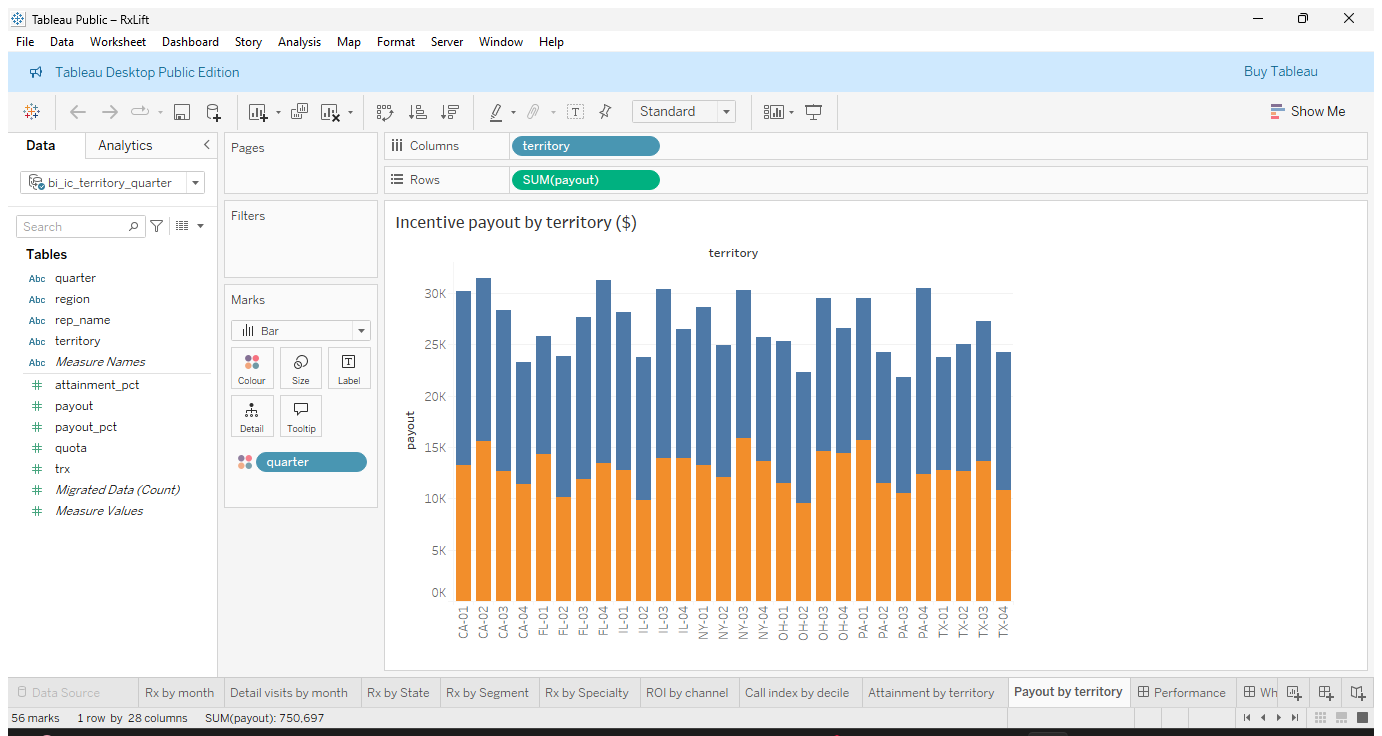 Tableau Public – RxLift
File Data Worksheet Dashboard Story Analysis Map Format Server Window Help
Tableau Desktop Public Edition Buy Tableau
Standard Show Me
Data Analytics
bi_ic_territory_quarter
Search
Tables
Abc quarter
Abc region
Abc rep_name
Abc territory
Abc Measure Names
# attainment_pct
# payout
# payout_pct
# quota
# trx
# Migrated Data (Count)
# Measure Values
Pages
Filters
Marks
Bar
Colour Size Label
Detail Tooltip
quarter
Columns territory
Rows SUM(payout)
Incentive payout by territory ($)
territory
payout
30K
25K
20K
15K
10K
5K
0K
CA-01 CA-02 CA-03 CA-04 FL-01 FL-02 FL-03 FL-04 IL-01 IL-02 IL-03 IL-04 NY-01 NY-02 NY-03 NY-04 OH-01 OH-02 OH-03 OH-04 PA-01 PA-02 PA-03 PA-04 TX-01 TX-02 TX-03 TX-04
Data Source Rx by month Detail visits by month Rx by State Rx by Segment Rx by Specialty ROI by channel Call index by decile Attainment by territory Payout by territory Performance Wh
56 marks 1 row by 28 columns SUM(payout): 750,697